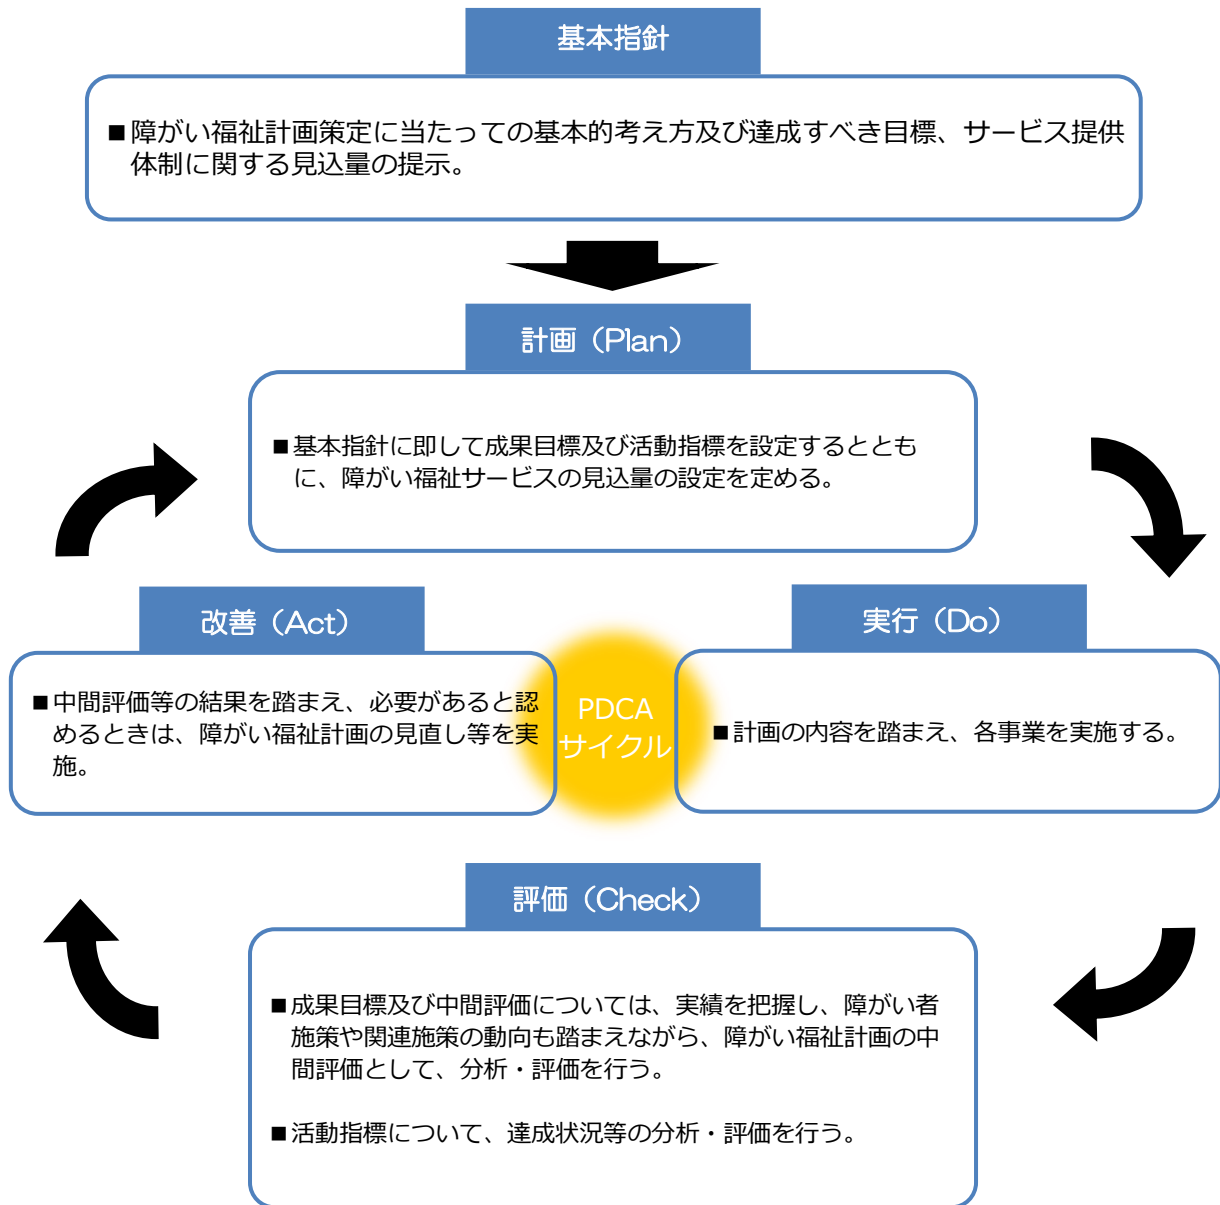 基本指針
■障がい福祉計画策定に当たっての基本的考え方及び達成すべき目標、サービス提供
体制に関する見込量の提示。
計画（Plan）
■基本指針に即して成果目標及び活動指標を設定するととも
に、障がい福祉サービスの見込量の設定を定める。
改善（Act）
■中間評価等の結果を踏まえ、必要があると認
めるときは、障がい福祉計画の見直し等を実
施。
PDCA
サイクル
実行（Do）
■計画の内容を踏まえ、各事業を実施する。
評価（Check）
■成果目標及び中間評価については、実績を把握し、障がい者
施策や関連施策の動向も踏まえながら、障がい福祉計画の中
間評価として、分析・評価を行う。
■活動指標について、達成状況等の分析・評価を行う。